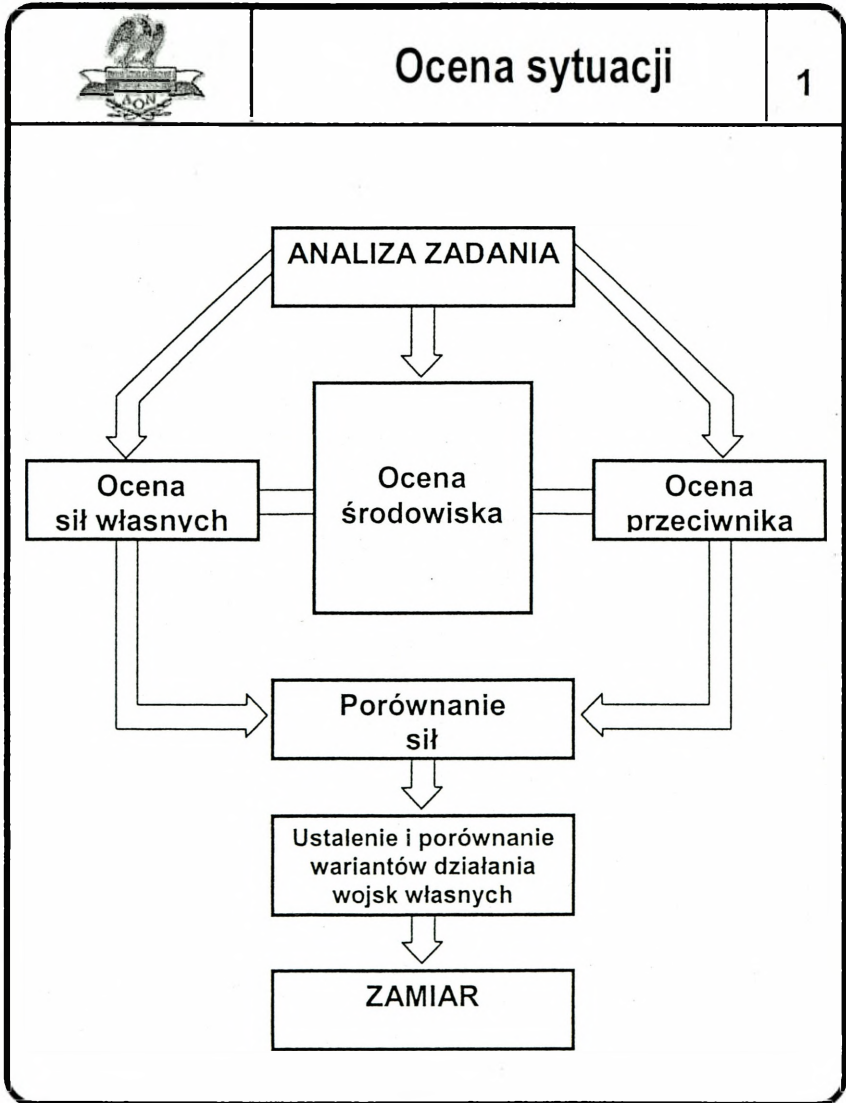 Ocena sytuacji
1
AON
ANALIZA ZADANIA
Ocena
sił własnych
Ocena
środowiska
Ocena
przeciwnika
Porównanie
sił
Ustalenie i porównanie
wariantów działania
wojsk własnych
ZAMIAR